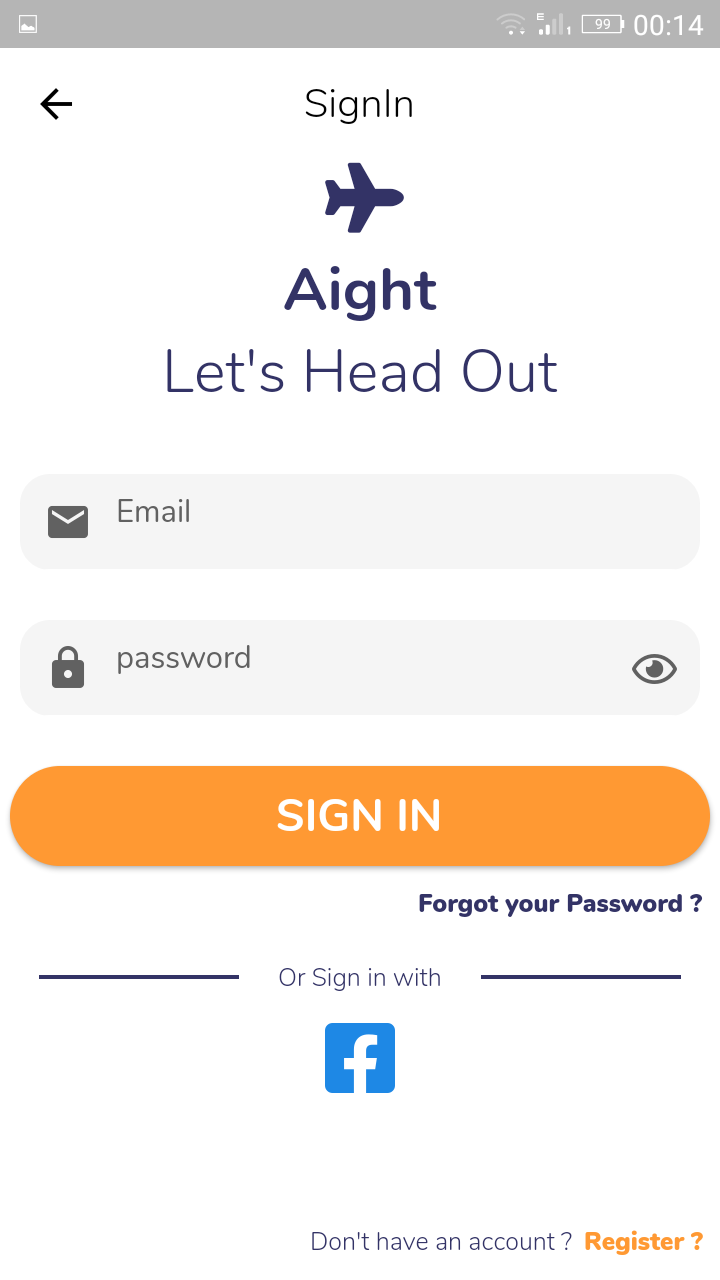 E 1 99 00:14
SignIn
Aight
Let's Head Out
Email
password
SIGN IN
Forgot your Password ?
Or Sign in with
Don't have an account ? Register ?